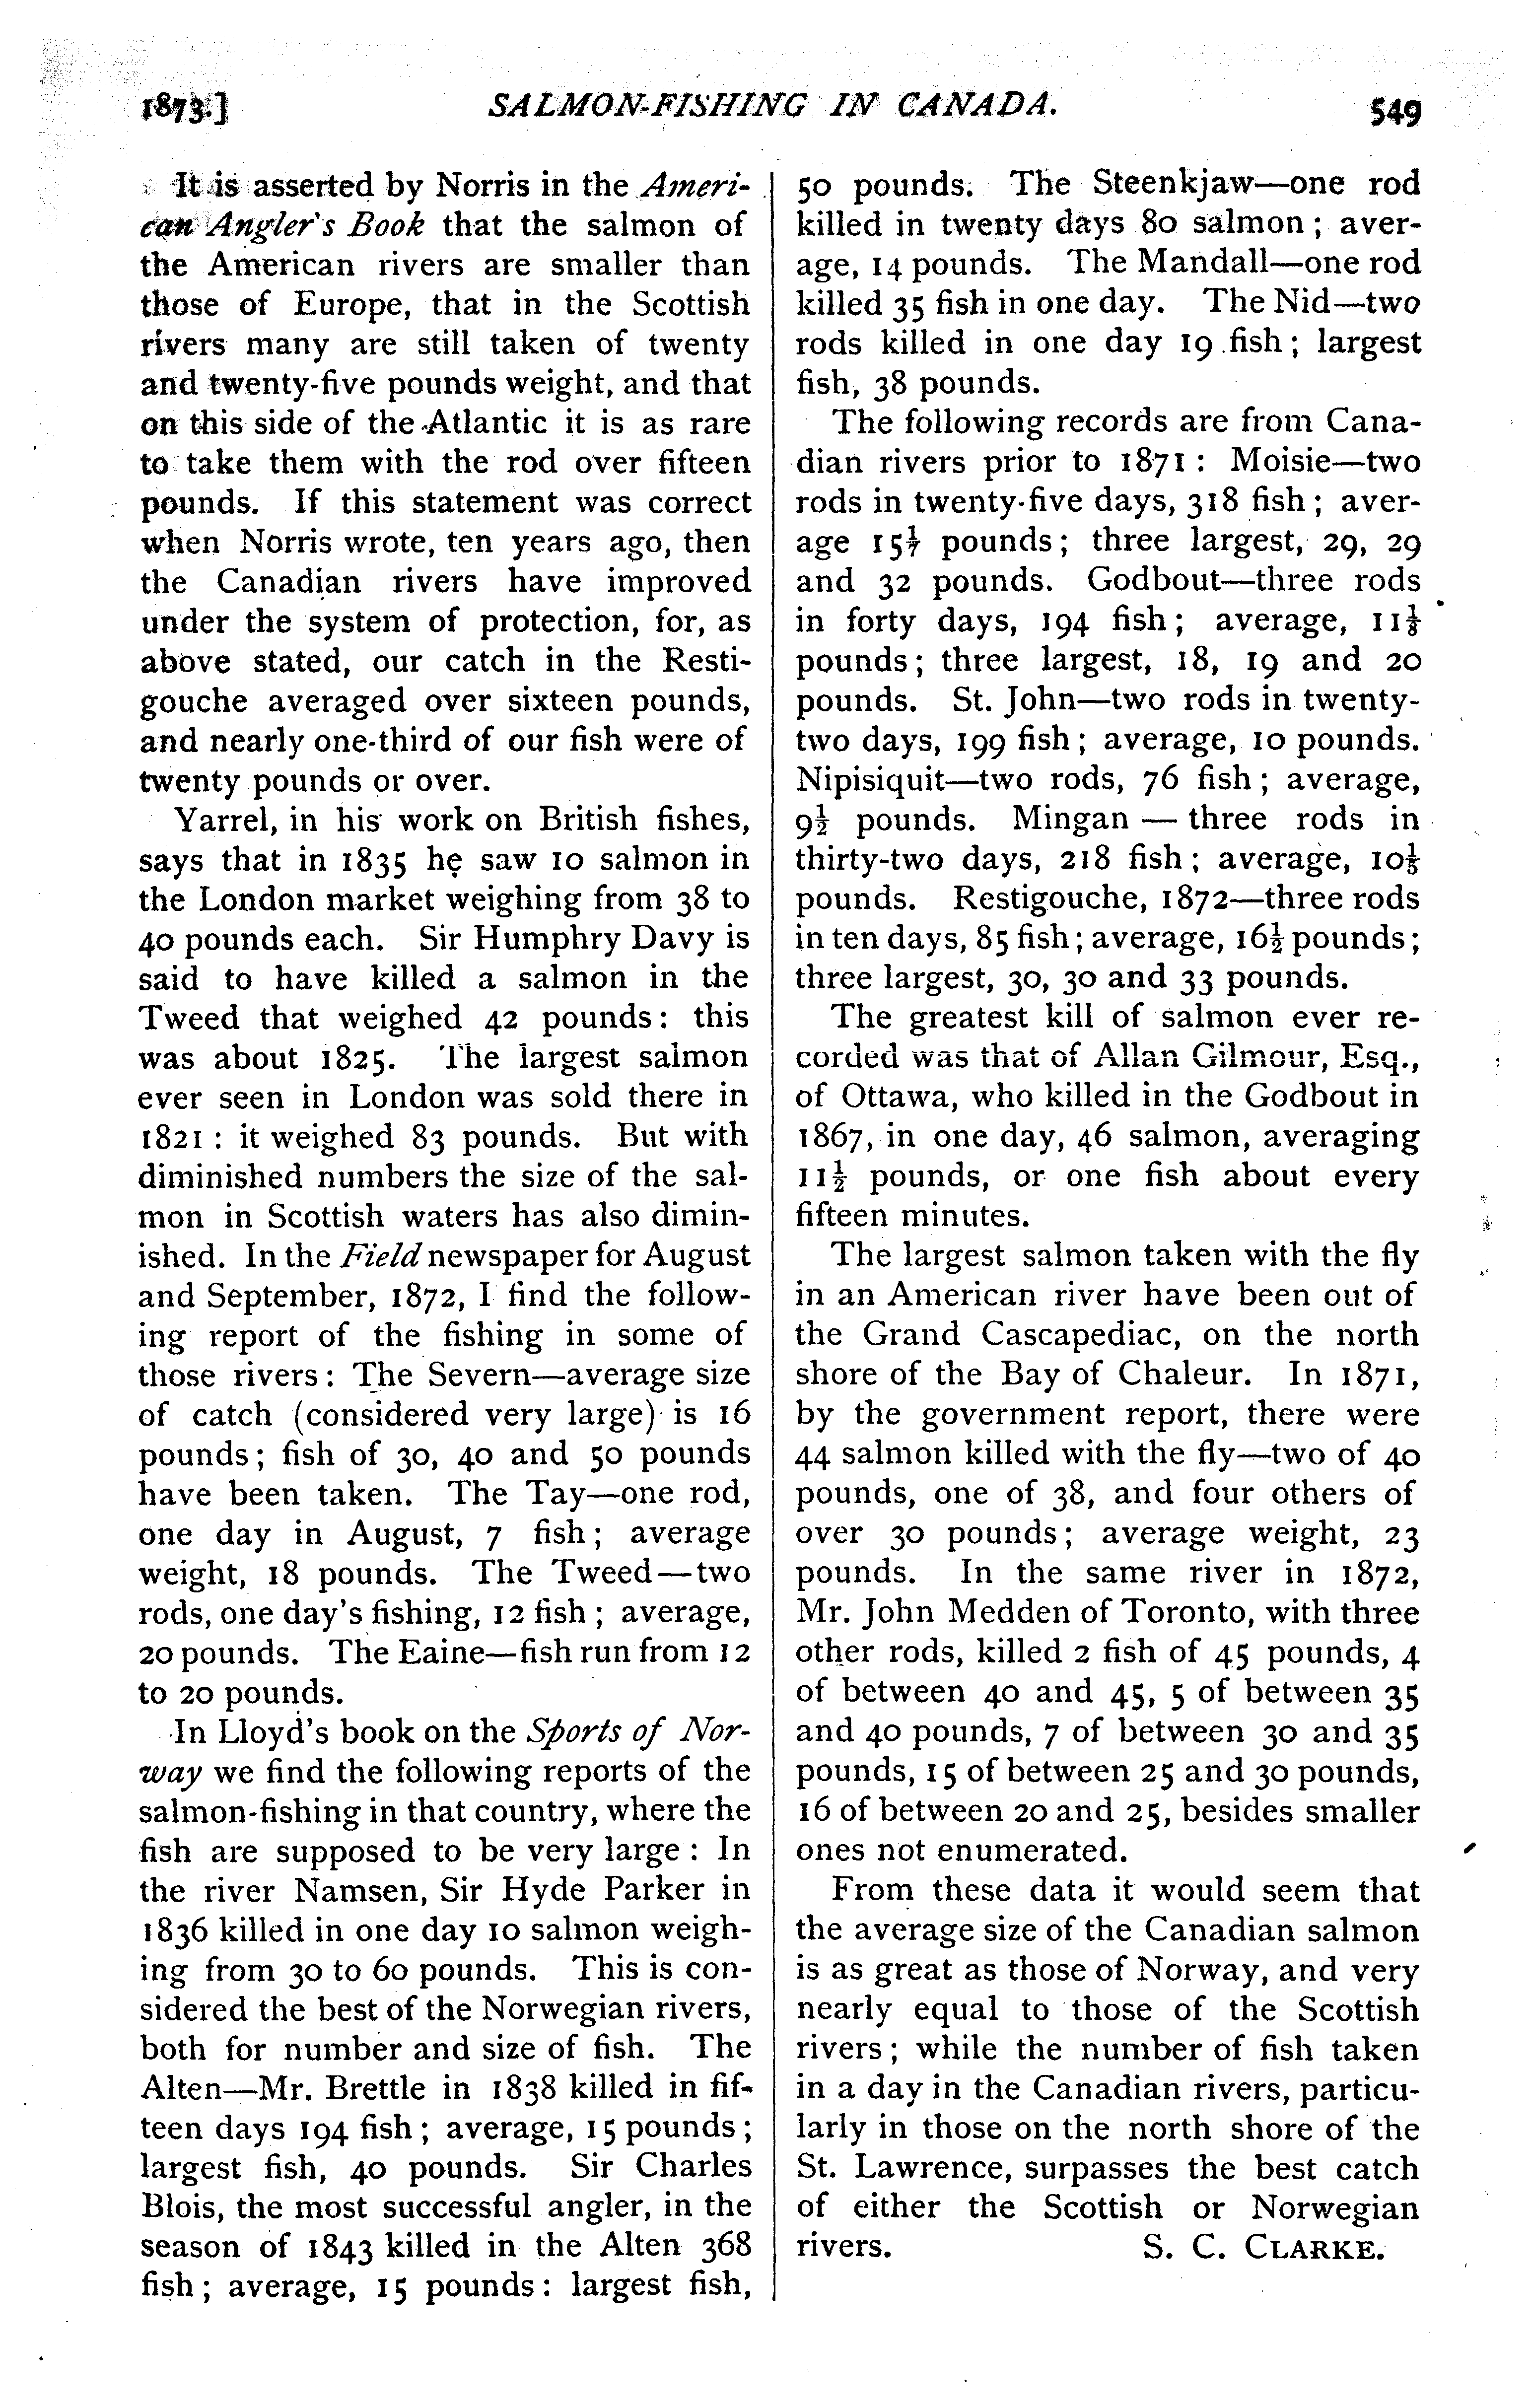 1873.]
SALMON-FISHING IN CANADA.
549
It is asserted by Norris in the Ameri-
can Angler's Book that the salmon of
the American rivers are smaller than
those of Europe, that in the Scottish
rivers many are still taken of twenty
and twenty-five pounds weight, and that
on this side of the Atlantic it is as rare
to take them with the rod over fifteen
pounds. If this statement was correct
when Norris wrote, ten years ago, then
the Canadian rivers have improved
under the system of protection, for, as
above stated, our catch in the Resti-
gouche averaged over sixteen pounds,
and nearly one-third of our fish were of
twenty pounds or over.
Yarrel, in his work on British fishes,
says that in 1835 he saw 10 salmon in
the London market weighing from 38 to
40 pounds each. Sir Humphry Davy is
said to have killed a salmon in the
Tweed that weighed 42 pounds: this
was about 1825. The largest salmon
ever seen in London was sold there in
1821: it weighed 83 pounds. But with
diminished numbers the size of the sal-
mon in Scottish waters has also dimin-
ished. In the Field newspaper for August
and September, 1872, I find the follow-
ing report of the fishing in some of
those rivers: The Severn—average size
of catch (considered very large) is 16
pounds; fish of 30, 40 and 50 pounds
have been taken. The Tay—one rod,
one day in August, 7 fish; average
weight, 18 pounds. The Tweed—two
rods, one day's fishing, 12 fish; average,
20 pounds. The Eaine—fish run from 12
to 20 pounds.
In Lloyd's book on the Sports of Nor-
way we find the following reports of the
salmon-fishing in that country, where the
fish are supposed to be very large: In
the river Namsen, Sir Hyde Parker in
1836 killed in one day 10 salmon weigh-
ing from 30 to 60 pounds. This is con-
sidered the best of the Norwegian rivers,
both for number and size of fish. The
Alten—Mr. Brettle in 1838 killed in fif-
teen days 194 fish; average, 15 pounds;
largest fish, 40 pounds. Sir Charles
Blois, the most successful angler, in the
season of 1843 killed in the Alten 368
fish; average, 15 pounds: largest fish,
50 pounds. The Steenkjaw—one rod
killed in twenty days 80 salmon; aver-
age, 14 pounds. The Mandall—one rod
killed 35 fish in one day. The Nid—two
rods killed in one day 19 fish; largest
fish, 38 pounds.
The following records are from Cana-
dian rivers prior to 1871: Moisie—two
rods in twenty-five days, 318 fish; aver-
age 15⅐ pounds; three largest, 29, 29
and 32 pounds. Godbout—three rods
in forty days, 194 fish; average, 11⅛
pounds; three largest, 18, 19 and 20
pounds. St. John—two rods in twenty-
two days, 199 fish; average, 10 pounds.
Nipisiquit—two rods, 76 fish; average,
9½ pounds. Mingan — three rods in
thirty-two days, 218 fish; average, 10⅕
pounds. Restigouche, 1872—three rods
in ten days, 85 fish; average, 16½ pounds;
three largest, 30, 30 and 33 pounds.
The greatest kill of salmon ever re-
corded was that of Allan Gilmour, Esq.,
of Ottawa, who killed in the Godbout in
1867, in one day, 46 salmon, averaging
11½ pounds, or one fish about every
fifteen minutes.
The largest salmon taken with the fly
in an American river have been out of
the Grand Cascapediac, on the north
shore of the Bay of Chaleur. In 1871,
by the government report, there were
44 salmon killed with the fly—two of 40
pounds, one of 38, and four others of
over 30 pounds; average weight, 23
pounds. In the same river in 1872,
Mr. John Medden of Toronto, with three
other rods, killed 2 fish of 45 pounds, 4
of between 40 and 45, 5 of between 35
and 40 pounds, 7 of between 30 and 35
pounds, 15 of between 25 and 30 pounds,
16 of between 20 and 25, besides smaller
ones not enumerated.
From these data it would seem that
the average size of the Canadian salmon
is as great as those of Norway, and very
nearly equal to those of the Scottish
rivers; while the number of fish taken
in a day in the Canadian rivers, particu-
larly in those on the north shore of the
St. Lawrence, surpasses the best catch
of either the Scottish or Norwegian
rivers. S. C. CLARKE.